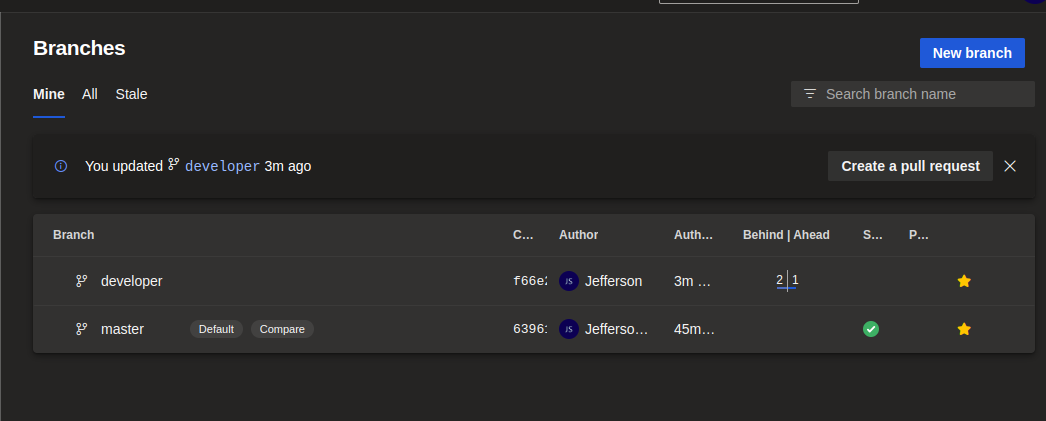 Branches
New branch
Mine All Stale
Search branch name
You updated developer 3m ago
Create a pull request
Branch C... Author Auth... Behind | Ahead S... P...
developer f66e2 JS Jefferson 3m ... 2 1
master Default Compare 6396 JS Jefferso... 45m...